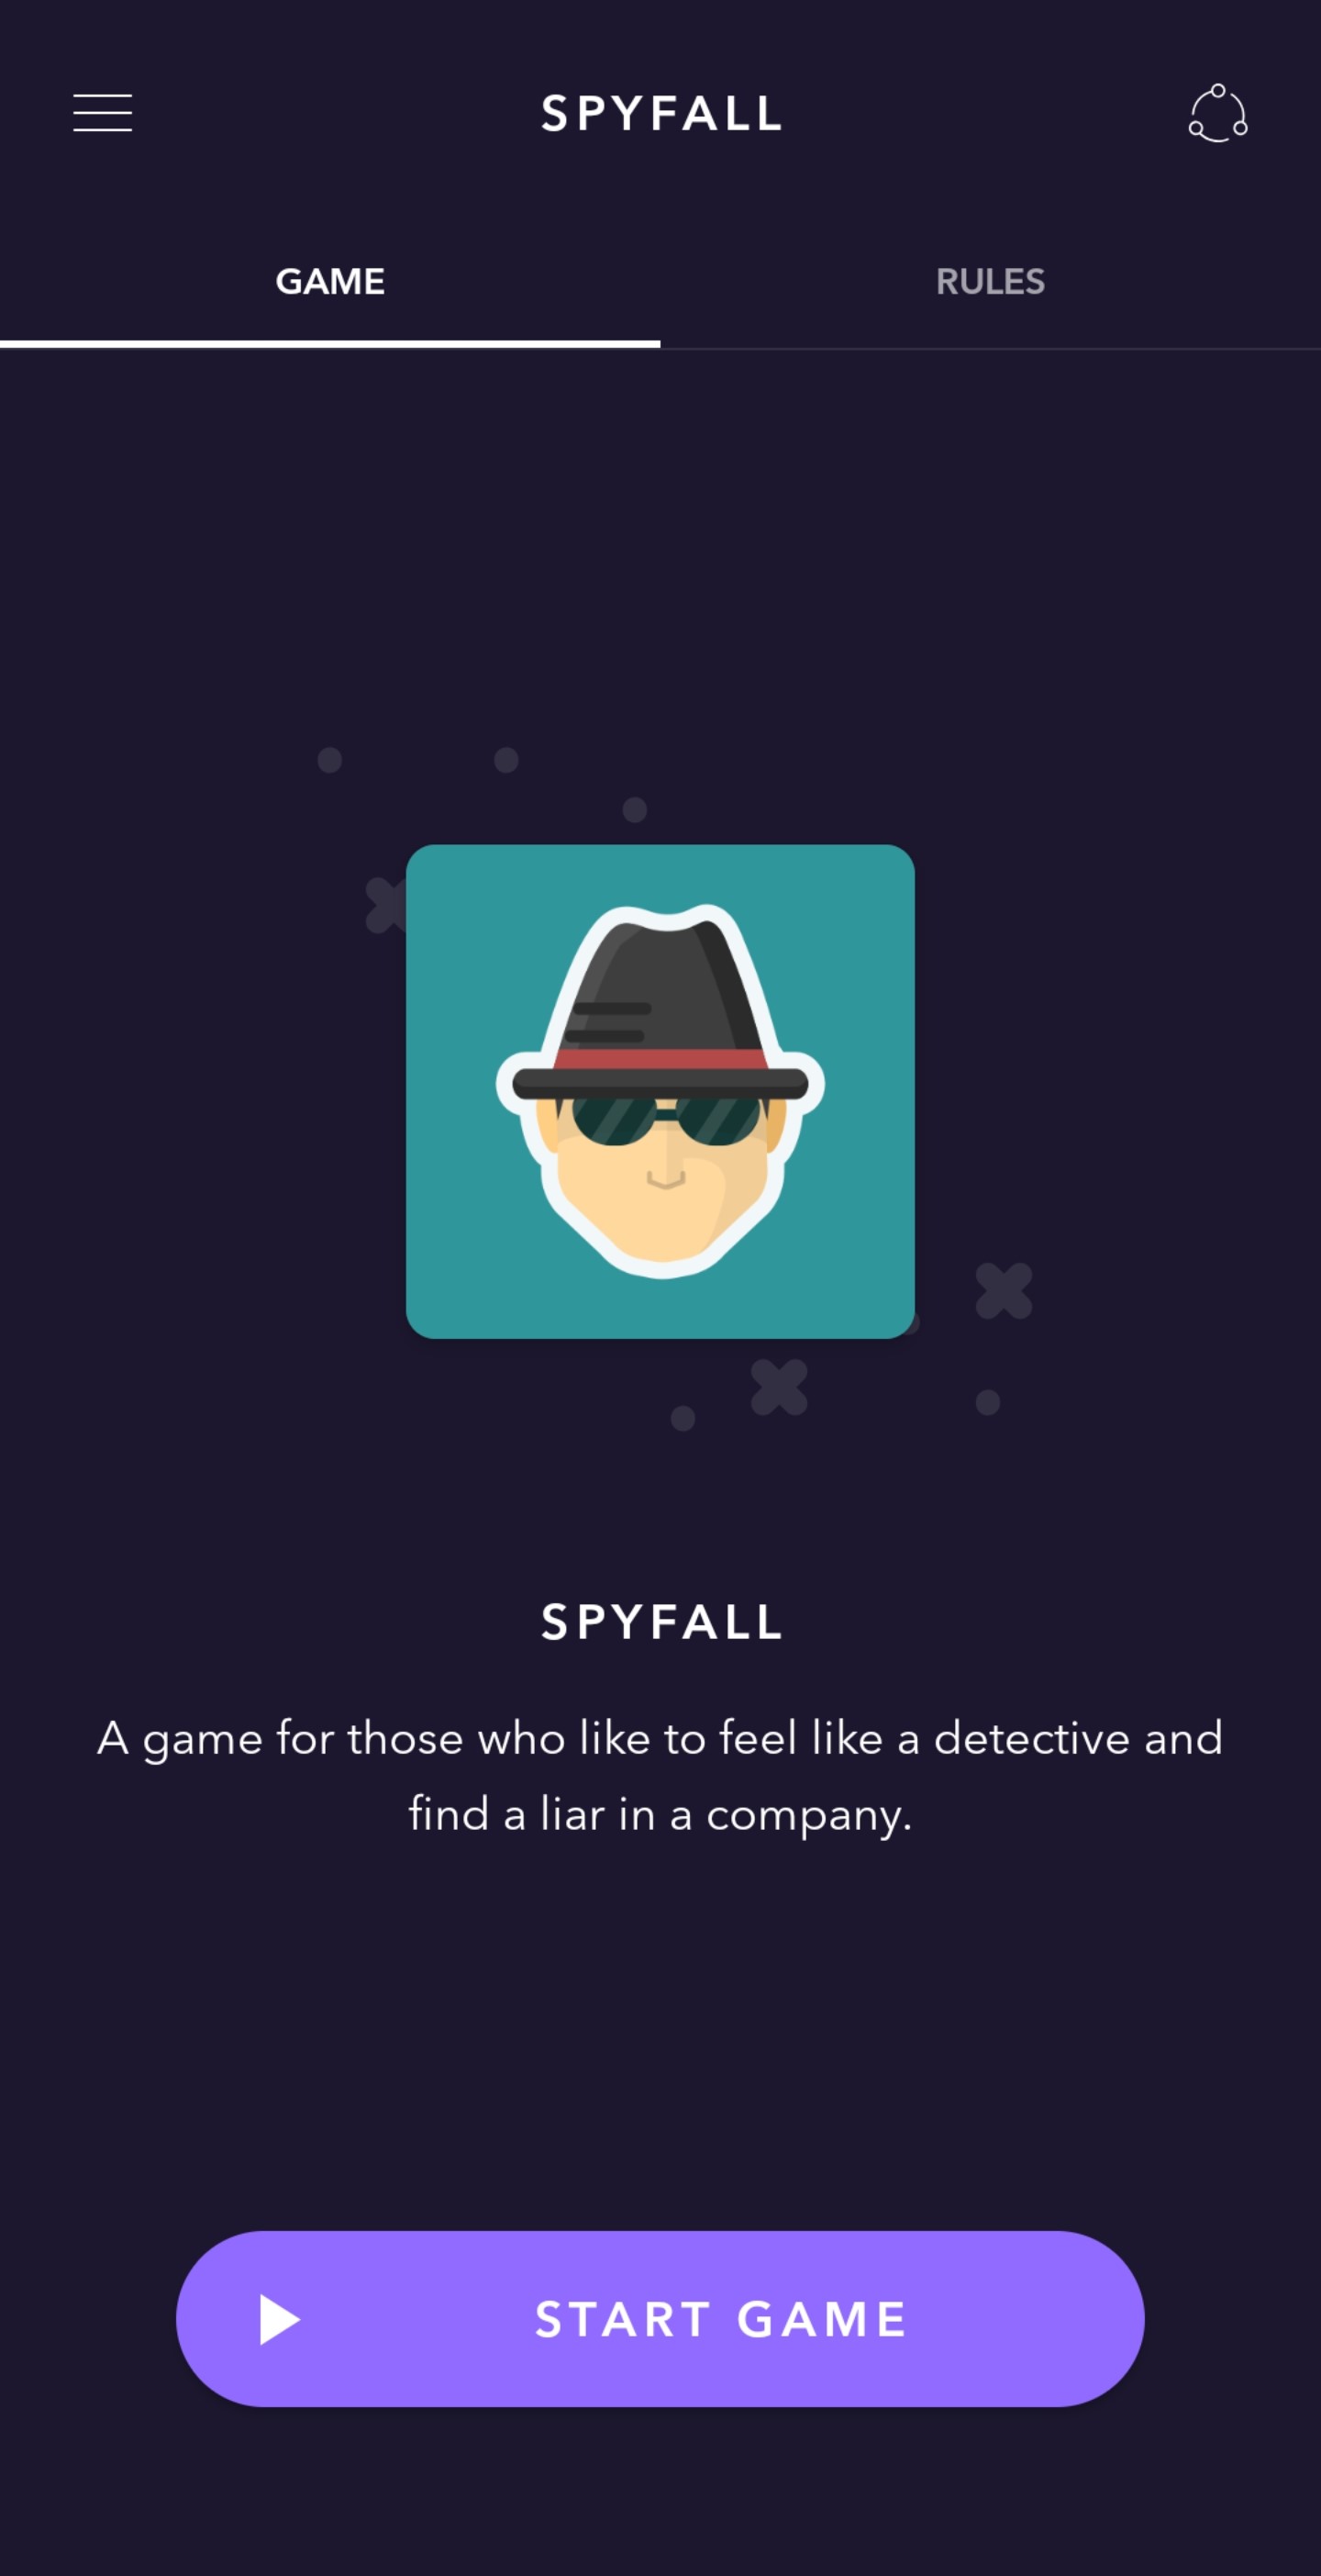 SPYFALL
GAME
RULES
SPYFALL
A game for those who like to feel like a detective and
find a liar in a company.
START GAME